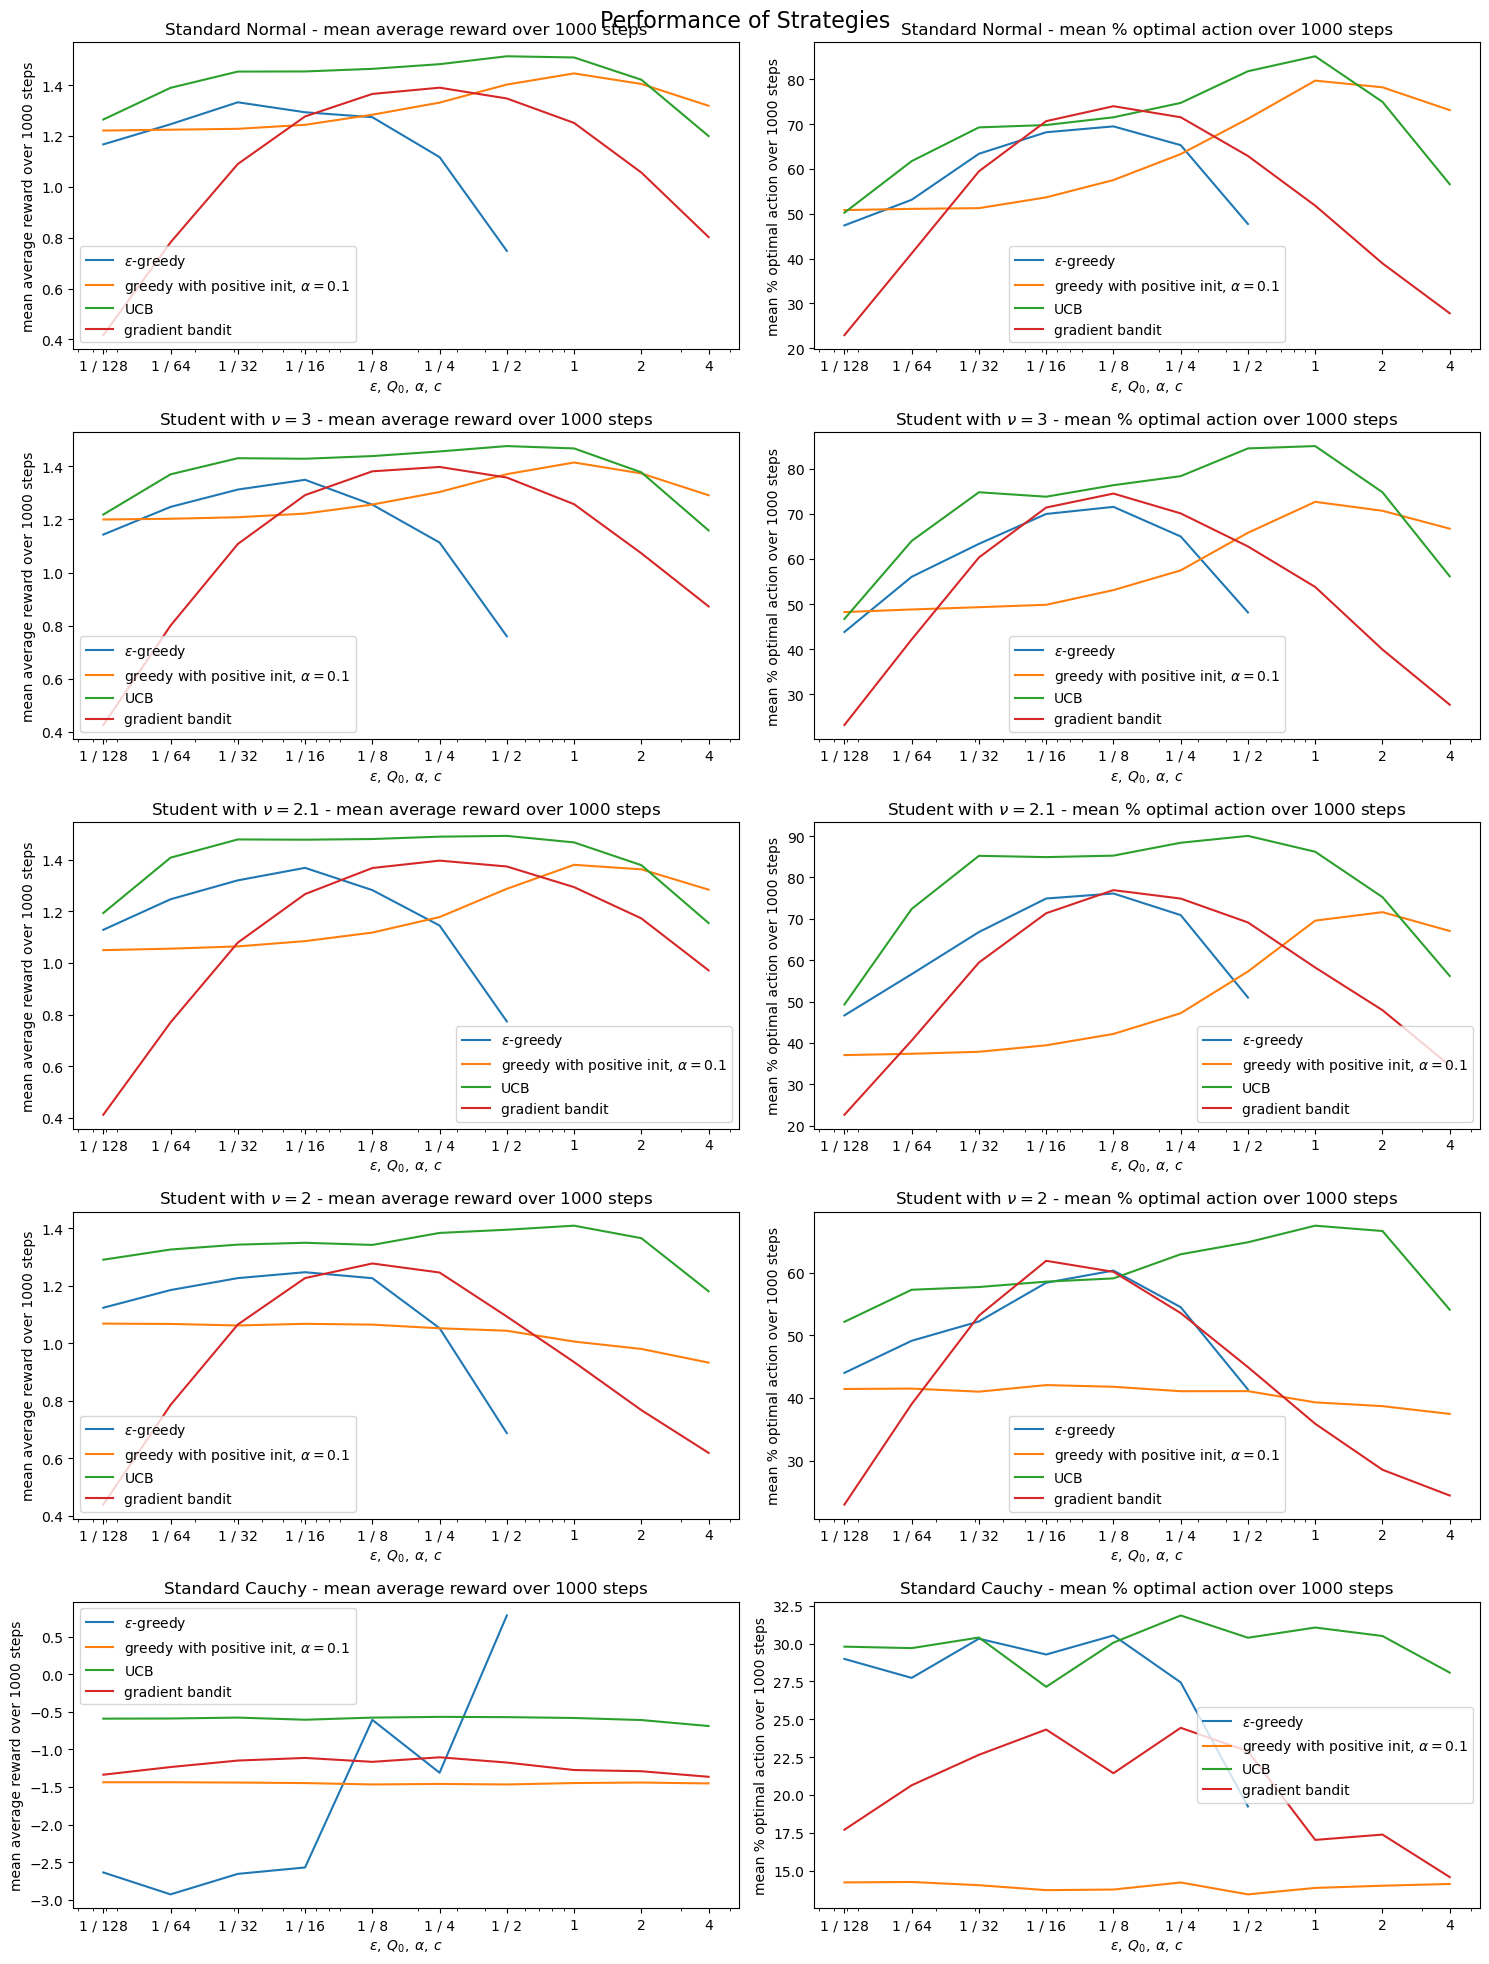 Performance of Strategies
Standard Normal - mean average reward over 1000 steps
mean average reward over 1000 steps
1.4
1.2
1.0
0.8
0.6
0.4
ε-greedy
greedy with positive init, α = 0.1
UCB
gradient bandit
1 / 128 1 / 64 1 / 32 1 / 16 1 / 8 1 / 4 1 / 2 1 2 4
ε, Q₀, α, c
Standard Normal - mean % optimal action over 1000 steps
mean % optimal action over 1000 steps
80
70
60
50
40
30
20
ε-greedy
greedy with positive init, α = 0.1
UCB
gradient bandit
1 / 128 1 / 64 1 / 32 1 / 16 1 / 8 1 / 4 1 / 2 1 2 4
ε, Q₀, α, c
Student with ν = 3 - mean average reward over 1000 steps
mean average reward over 1000 steps
1.4
1.2
1.0
0.8
0.6
0.4
ε-greedy
greedy with positive init, α = 0.1
UCB
gradient bandit
1 / 128 1 / 64 1 / 32 1 / 16 1 / 8 1 / 4 1 / 2 1 2 4
ε, Q₀, α, c
Student with ν = 3 - mean % optimal action over 1000 steps
mean % optimal action over 1000 steps
80
70
60
50
40
30
ε-greedy
greedy with positive init, α = 0.1
UCB
gradient bandit
1 / 128 1 / 64 1 / 32 1 / 16 1 / 8 1 / 4 1 / 2 1 2 4
ε, Q₀, α, c
Student with ν = 2.1 - mean average reward over 1000 steps
mean average reward over 1000 steps
1.4
1.2
1.0
0.8
0.6
0.4
ε-greedy
greedy with positive init, α = 0.1
UCB
gradient bandit
1 / 128 1 / 64 1 / 32 1 / 16 1 / 8 1 / 4 1 / 2 1 2 4
ε, Q₀, α, c
Student with ν = 2.1 - mean % optimal action over 1000 steps
mean % optimal action over 1000 steps
90
80
70
60
50
40
30
20
ε-greedy
greedy with positive init, α = 0.1
UCB
gradient bandit
1 / 128 1 / 64 1 / 32 1 / 16 1 / 8 1 / 4 1 / 2 1 2 4
ε, Q₀, α, c
Student with ν = 2 - mean average reward over 1000 steps
mean average reward over 1000 steps
1.4
1.2
1.0
0.8
0.6
0.4
ε-greedy
greedy with positive init, α = 0.1
UCB
gradient bandit
1 / 128 1 / 64 1 / 32 1 / 16 1 / 8 1 / 4 1 / 2 1 2 4
ε, Q₀, α, c
Student with ν = 2 - mean % optimal action over 1000 steps
mean % optimal action over 1000 steps
60
50
40
30
ε-greedy
greedy with positive init, α = 0.1
UCB
gradient bandit
1 / 128 1 / 64 1 / 32 1 / 16 1 / 8 1 / 4 1 / 2 1 2 4
ε, Q₀, α, c
Standard Cauchy - mean average reward over 1000 steps
mean average reward over 1000 steps
0.5
0.0
−0.5
−1.0
−1.5
−2.0
−2.5
−3.0
ε-greedy
greedy with positive init, α = 0.1
UCB
gradient bandit
1 / 128 1 / 64 1 / 32 1 / 16 1 / 8 1 / 4 1 / 2 1 2 4
ε, Q₀, α, c
Standard Cauchy - mean % optimal action over 1000 steps
mean % optimal action over 1000 steps
32.5
30.0
27.5
25.0
22.5
20.0
17.5
15.0
ε-greedy
greedy with positive init, α = 0.1
UCB
gradient bandit
1 / 128 1 / 64 1 / 32 1 / 16 1 / 8 1 / 4 1 / 2 1 2 4
ε, Q₀, α, c